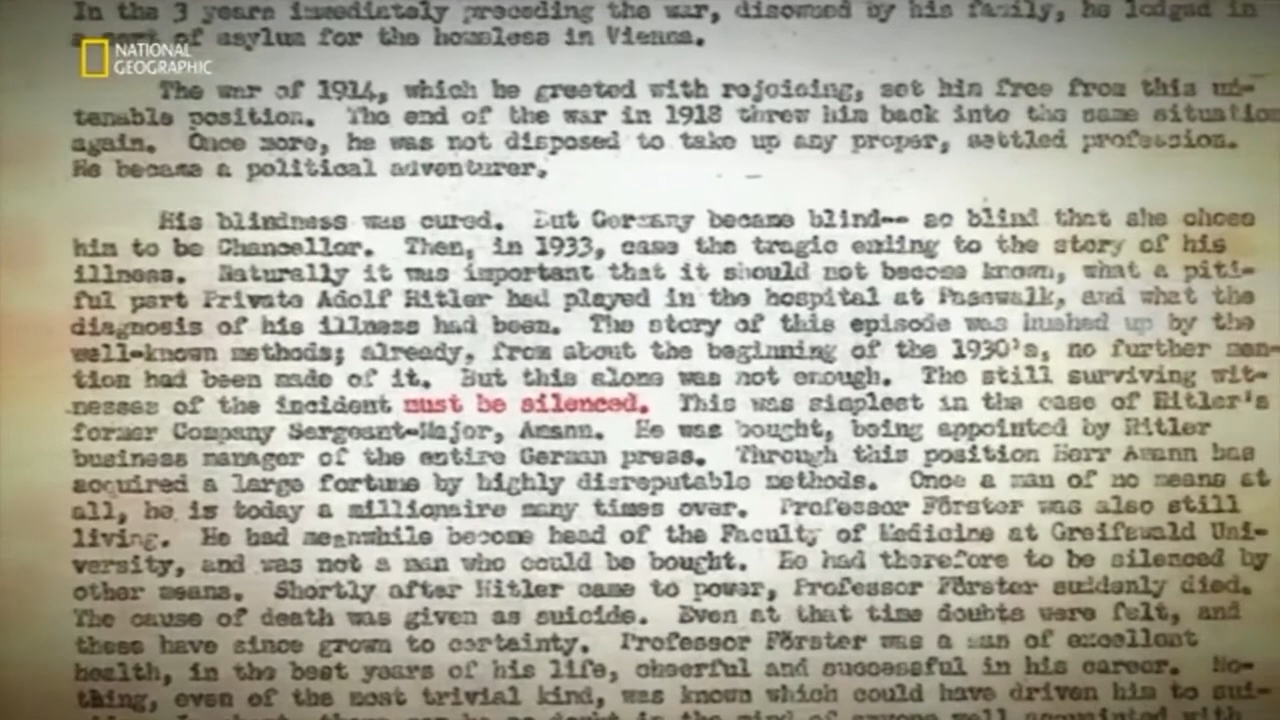 In the 3 years immediately preceding the war, disowned by his family, he lodged in
a sort of asylum for the homeless in Vienna.
NATIONAL
GEOGRAPHIC
The war of 1914, which he greeted with rejoicing, set him free from this un-
tenable position. The end of the war in 1918 threw him back into the same situation
again. Once more, he was not disposed to take up any proper, settled profession.
He became a political adventurer.
His blindness was cured. But Germany became blind-- so blind that she chose
him to be Chancellor. Then, in 1933, came the tragic ending to the story of his
illness. Naturally it was important that it should not become known, what a piti-
ful part Private Adolf Hitler had played in the hospital at Pasewalk, and what the
diagnosis of his illness had been. The story of this episode was hushed up by the
well-known methods; already, from about the beginning of the 1930's, no further men-
tion had been made of it. But this alone was not enough. The still surviving wit-
nesses of the incident must be silenced. This was simplest in the case of Hitler's
former Company Sergeant-Major, Amann. He was bought, being appointed by Hitler
business manager of the entire German press. Through this position Herr Amann has
acquired a large fortune by highly disreputable methods. Once a man of no means at
all, he is today a millionaire many times over. Professor Förster was also still
living. He had meanwhile become head of the Faculty of Medicine at Greifswald Uni-
versity, and was not a man who could be bought. He had therefore to be silenced by
other means. Shortly after Hitler came to power, Professor Förster suddenly died.
The cause of death was given as suicide. Even at that time doubts were felt, and
these have since grown to certainty. Professor Förster was a man of excellent
health, in the best years of his life, cheerful and successful in his career. No-
thing, even of the most trivial kind, was known which could have driven him to sui-